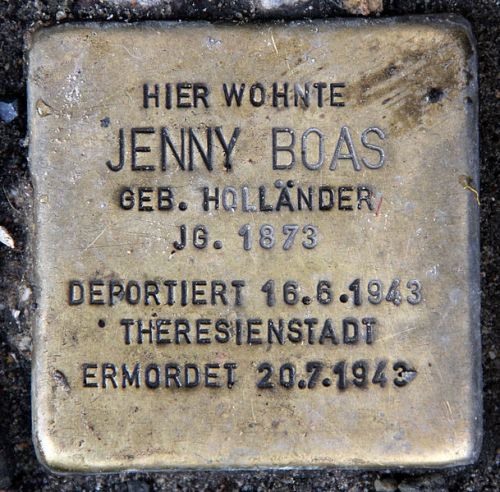 HIER WOHNTE
JENNY BOAS
GEB. HOLLÄNDER
JG. 1873
DEPORTIERT 16.6.1943
THERESIENSTADT
ERMORDET 20.7.1943